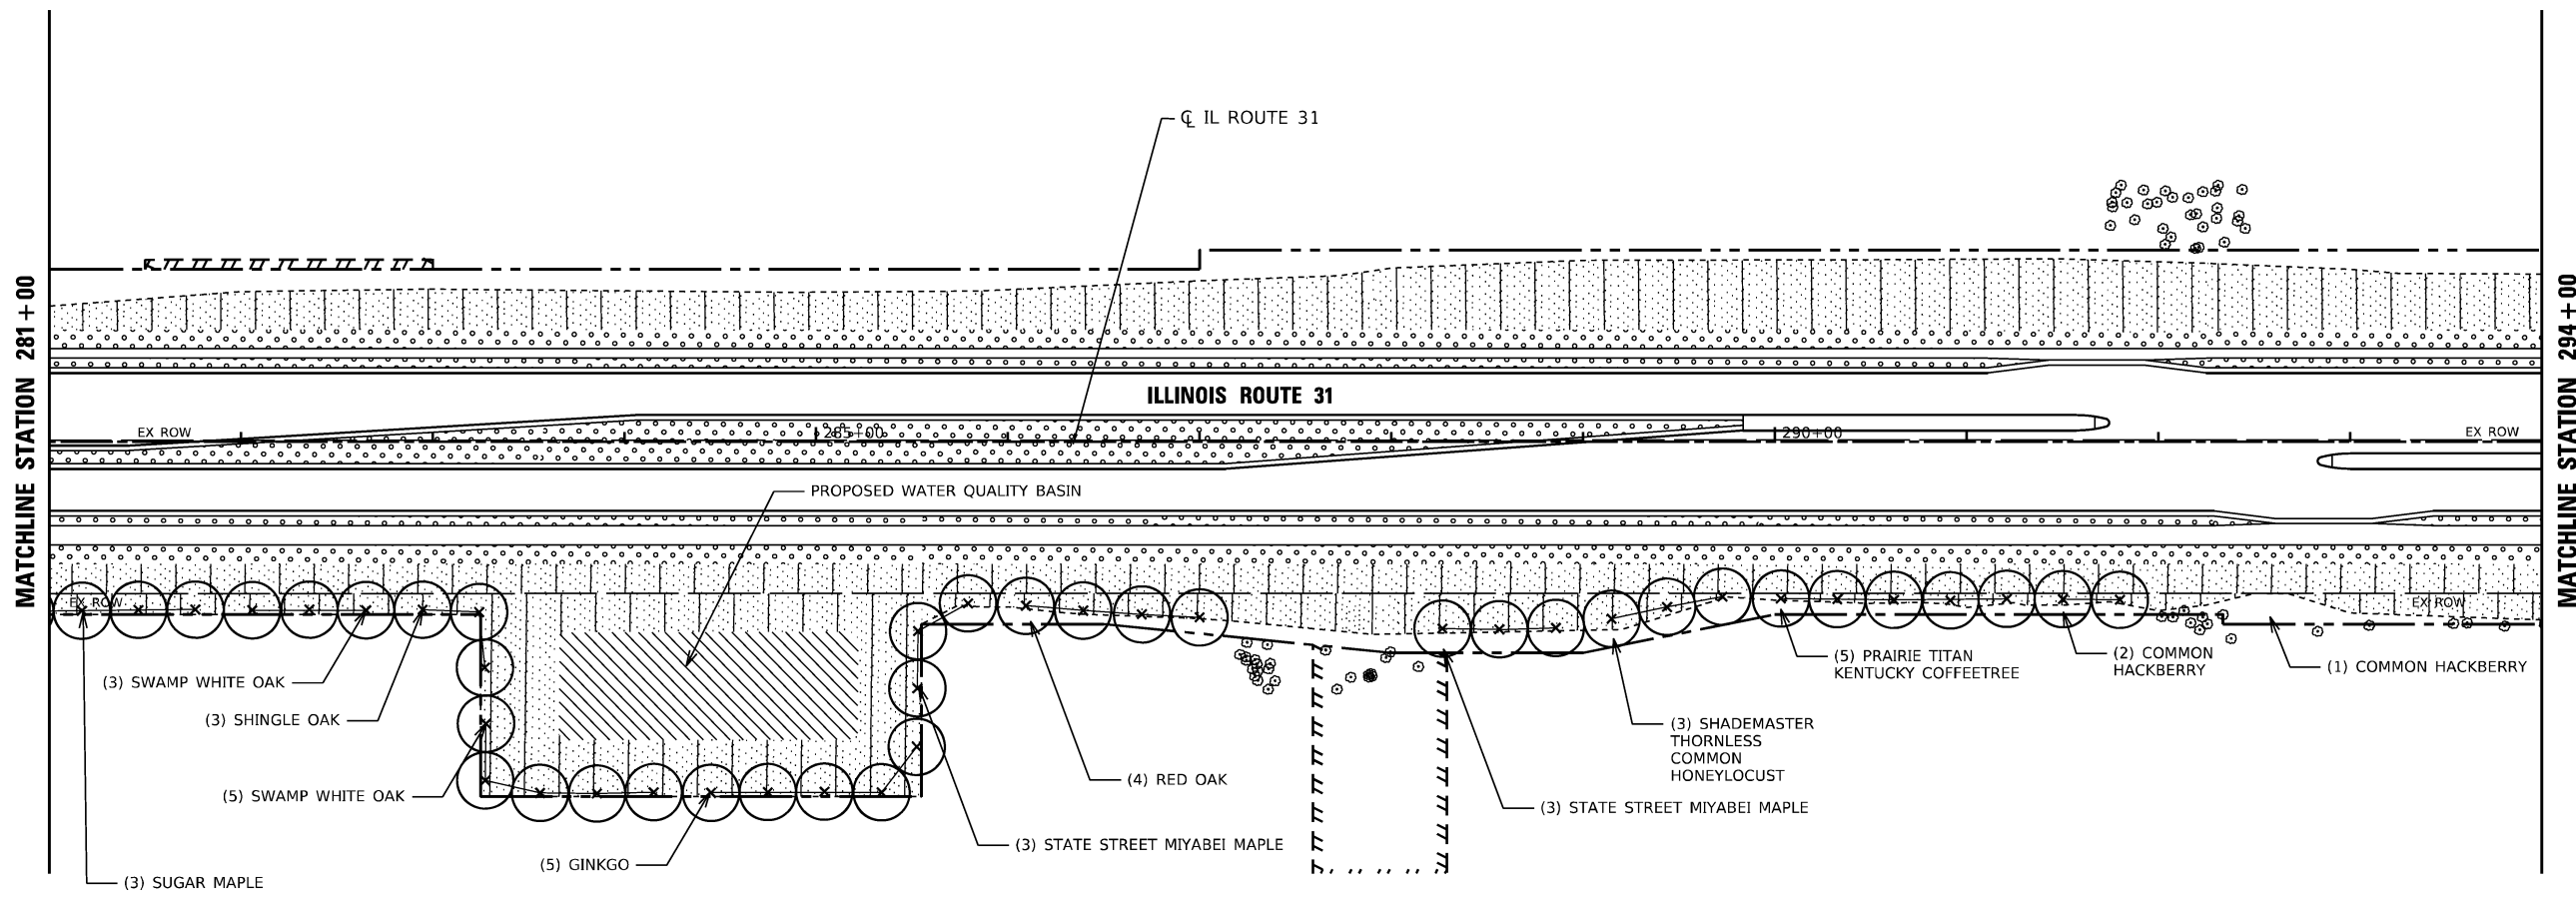 ℄ IL ROUTE 31
MATCHLINE STATION 281+00
MATCHLINE STATION 294+00
ILLINOIS ROUTE 31
EX ROW
285+00
290+00
EX ROW
PROPOSED WATER QUALITY BASIN
EX ROW
EX ROW
(3) SWAMP WHITE OAK
(3) SHINGLE OAK
(5) SWAMP WHITE OAK
(5) GINKGO
(3) SUGAR MAPLE
(3) STATE STREET MIYABEI MAPLE
(4) RED OAK
(3) STATE STREET MIYABEI MAPLE
(3) SHADEMASTER
THORNLESS
COMMON
HONEYLOCUST
(5) PRAIRIE TITAN
KENTUCKY COFFEETREE
(2) COMMON
HACKBERRY
(1) COMMON HACKBERRY